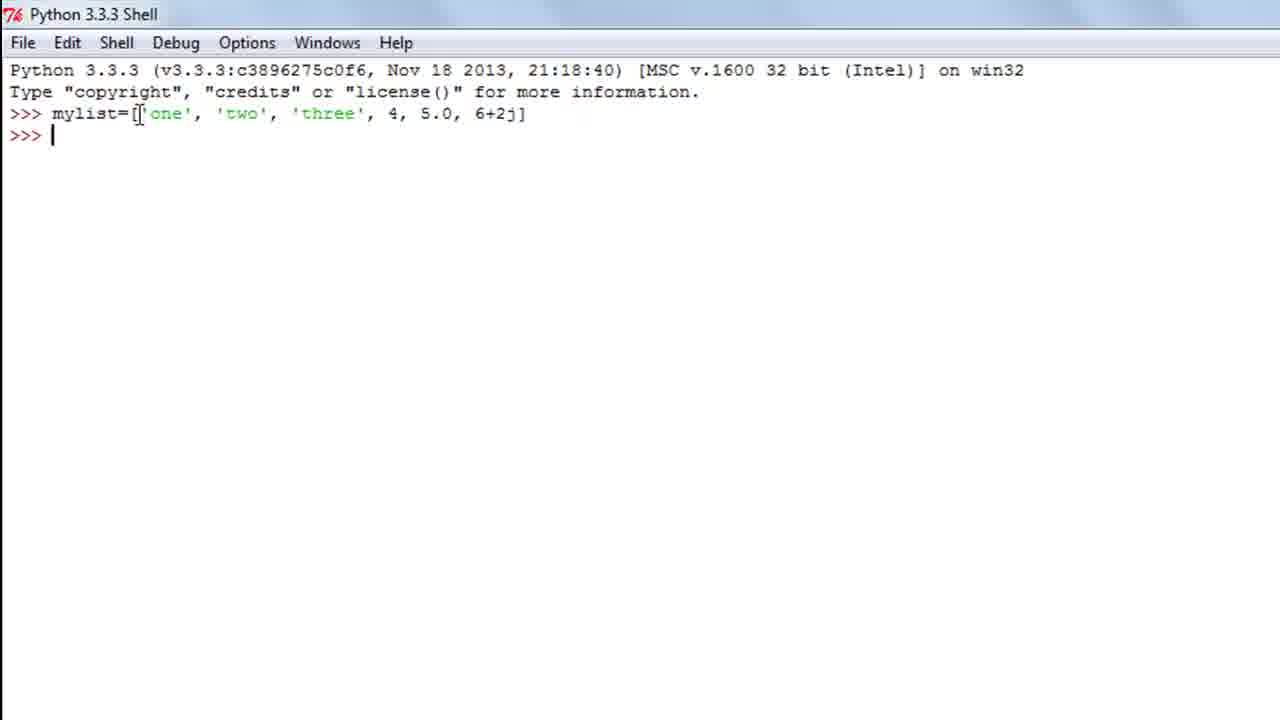 Python 3.3.3 Shell
File Edit Shell Debug Options Windows Help
Python 3.3.3 (v3.3.3:c3896275c0f6, Nov 18 2013, 21:18:40) [MSC v.1600 32 bit (Intel)] on win32
Type "copyright", "credits" or "license()" for more information.
>>> mylist=['one', 'two', 'three', 4, 5.0, 6+2j]
>>>